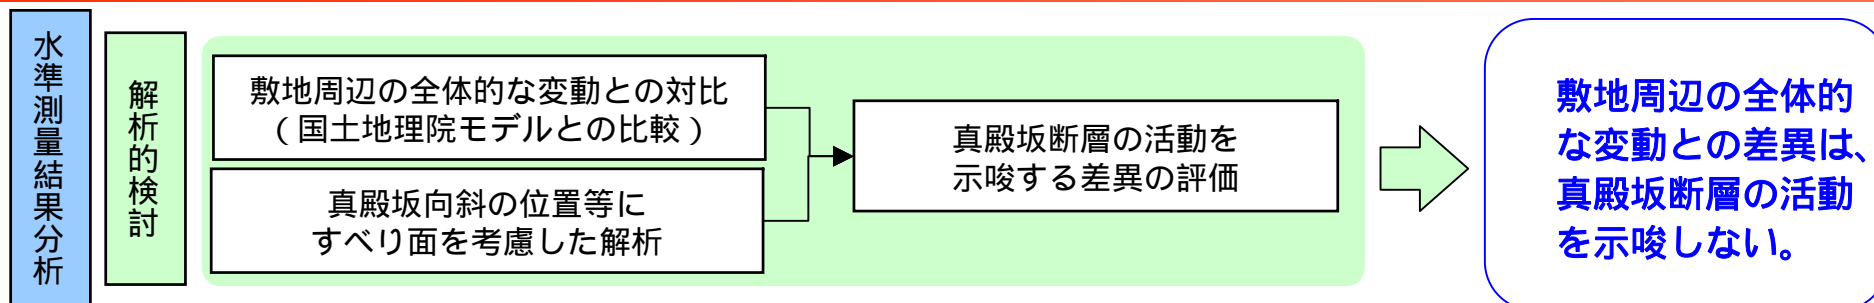 水準測量結果分析
解析的検討
敷地周辺の全体的な変動との対比
（国土地理院モデルとの比較）
真殿坂向斜の位置等に
すべり面を考慮した解析
真殿坂断層の活動を
示唆する差異の評価
敷地周辺の全体的
な変動との差異は、
真殿坂断層の活動
を示唆しない。